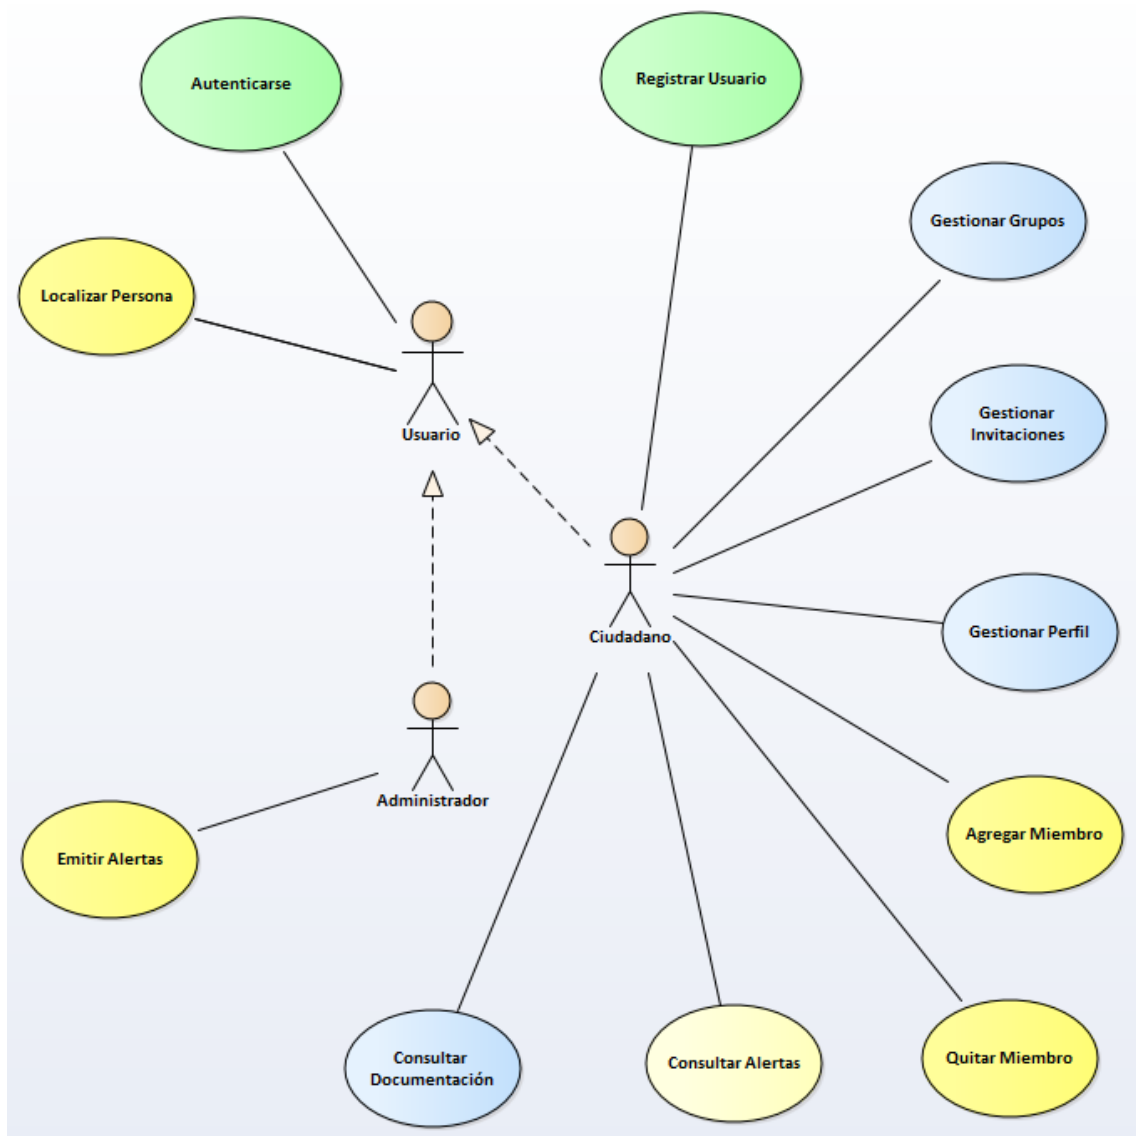 Autenticarse
Registrar Usuario
Gestionar Grupos
Localizar Persona
Gestionar
Invitaciones
Usuario
Gestionar Perfil
Ciudadano
Administrador
Agregar Miembro
Emitir Alertas
Consultar
Documentación
Consultar Alertas
Quitar Miembro